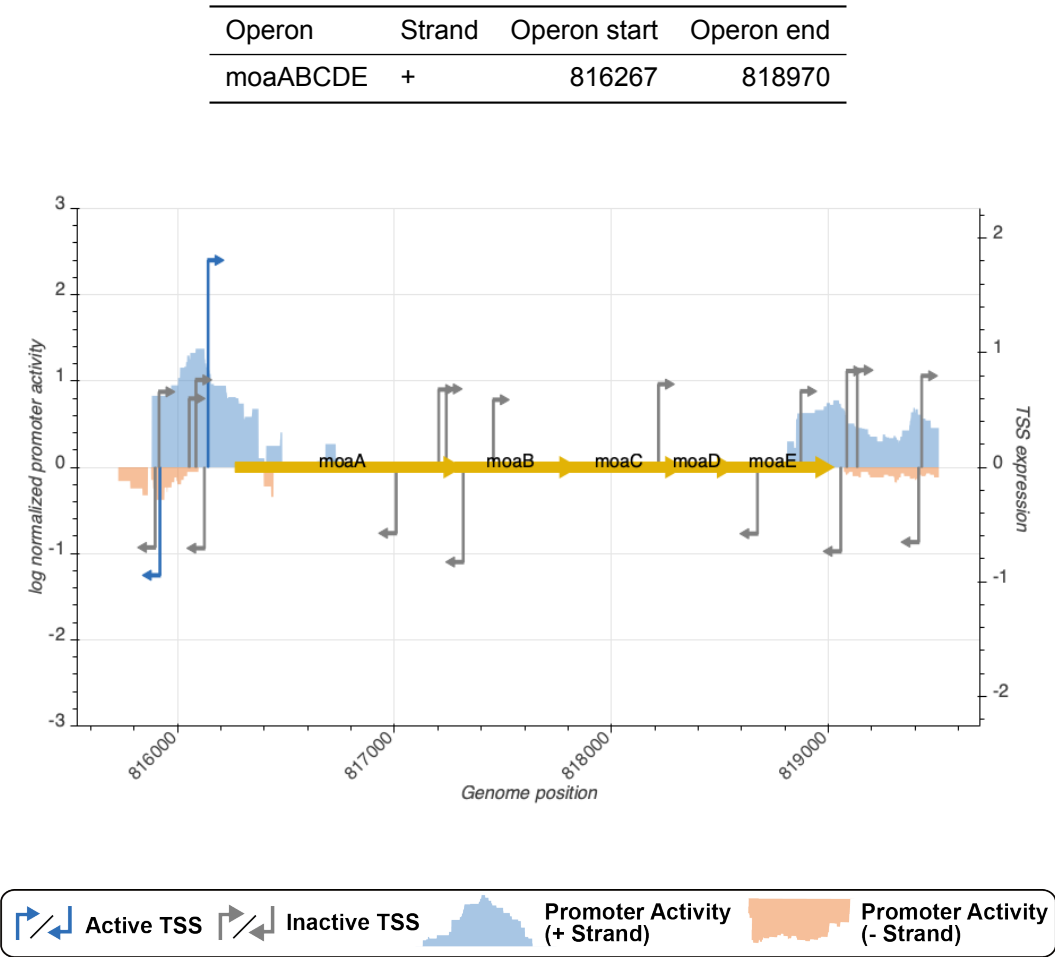 Operon Strand Operon start Operon end
moaABCDE + 816267 818970
3
2
1
0
-1
-2
-3
log normalized promoter activity
2
1
0
-1
-2
TSS expression
moaA moaB moaC moaD moaE
816000 817000 818000 819000
Genome position
Active TSS
Inactive TSS
Promoter Activity
(+ Strand)
Promoter Activity
(- Strand)